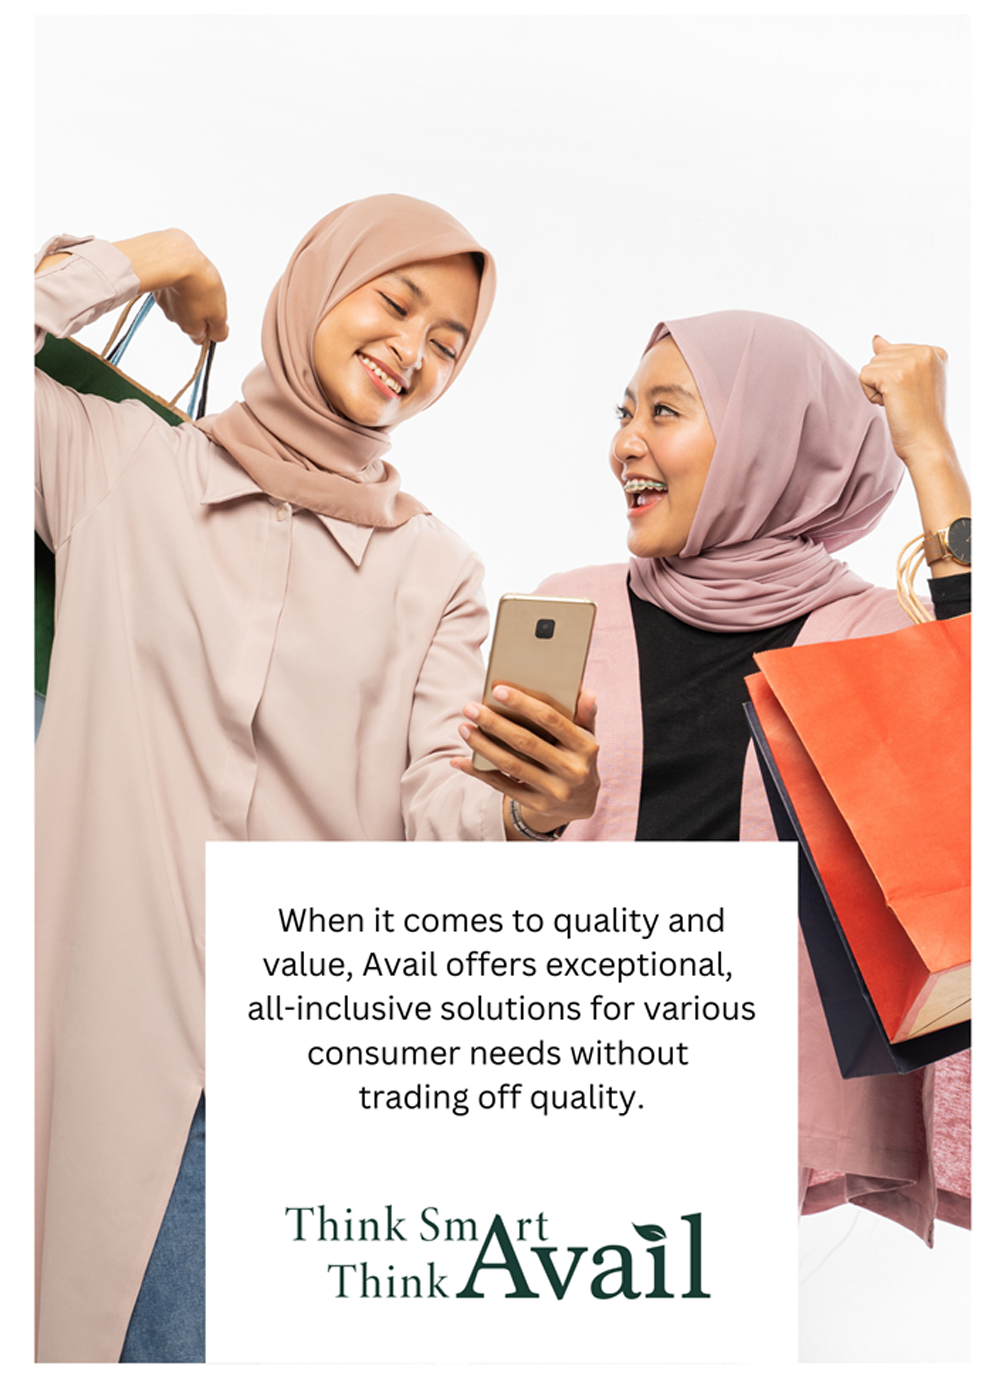 When it comes to quality and
value, Avail offers exceptional,
all-inclusive solutions for various
consumer needs without
trading off quality.
Think SmArt
Think Avail